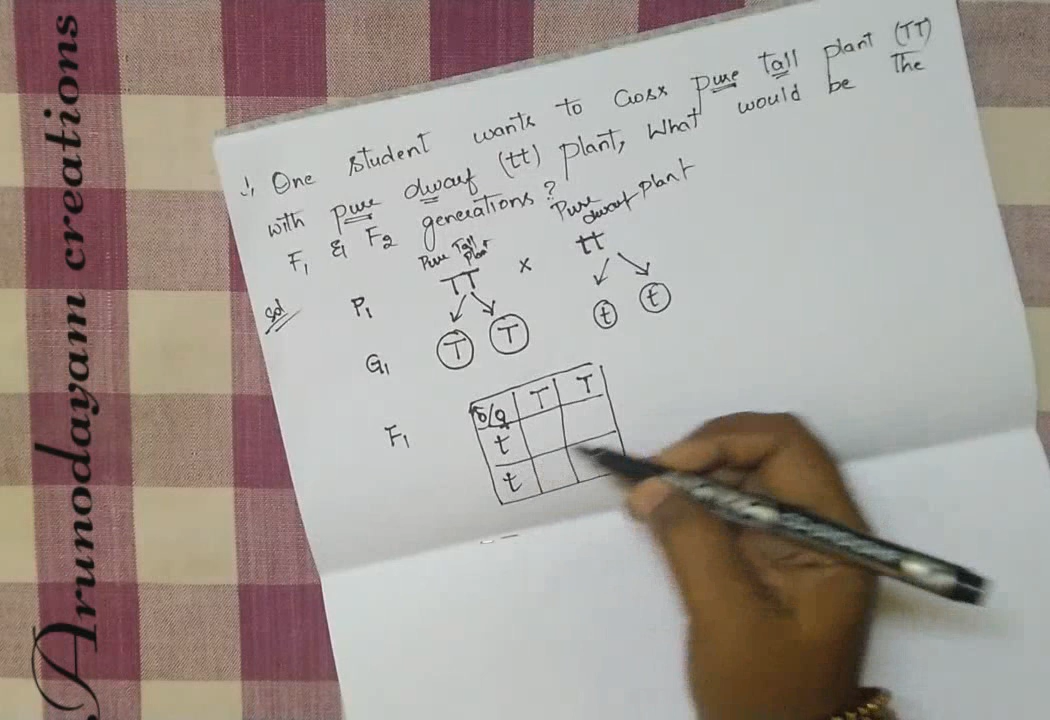 1, One student wants to cross pure tall plant (TT)
with pure dwarf (tt) plant, What would be The
F1 & F2 generations?
Pure Tall plant
Pure dwarf plant
Sol
P1 TT x tt
G1 T T t t
F1
♂/♀ T T
t
t
Arunodayam creations